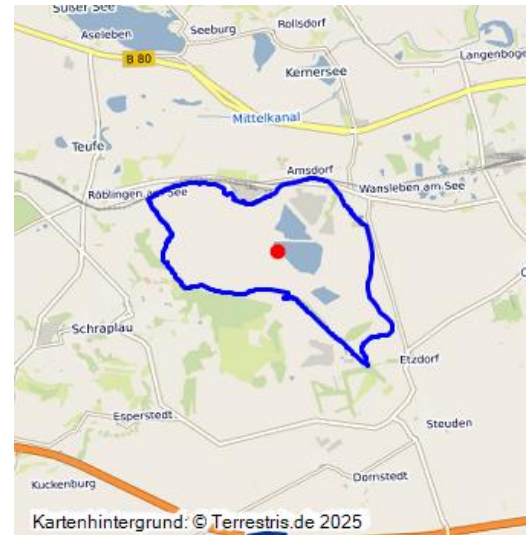 Süßer See
Aseleben
Seeburg
Rollsdorf
Langenboge
B 80
Kernersee
Mittelkanal
Teufe
Amsdorf
Röblingen am See
Wansleben am See
Schraplau
Etzdorf
Esperstedt
Steuden
Dornstedt
Kuckenburg
Kartenhintergrund: © Terrestris.de 2025